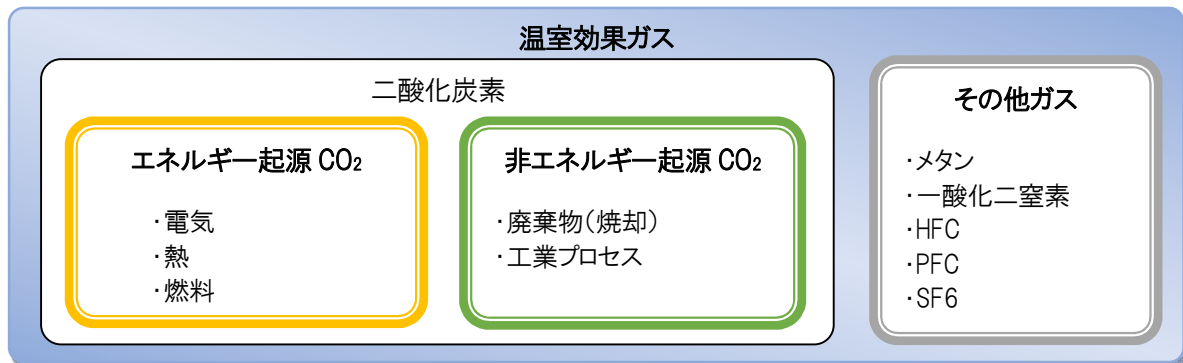 温室効果ガス
二酸化炭素
エネルギー起源 CO₂
・電気
・熱
・燃料
非エネルギー起源 CO₂
・廃棄物(焼却)
・工業プロセス
その他ガス
・メタン
・一酸化二窒素
・HFC
・PFC
・SF6